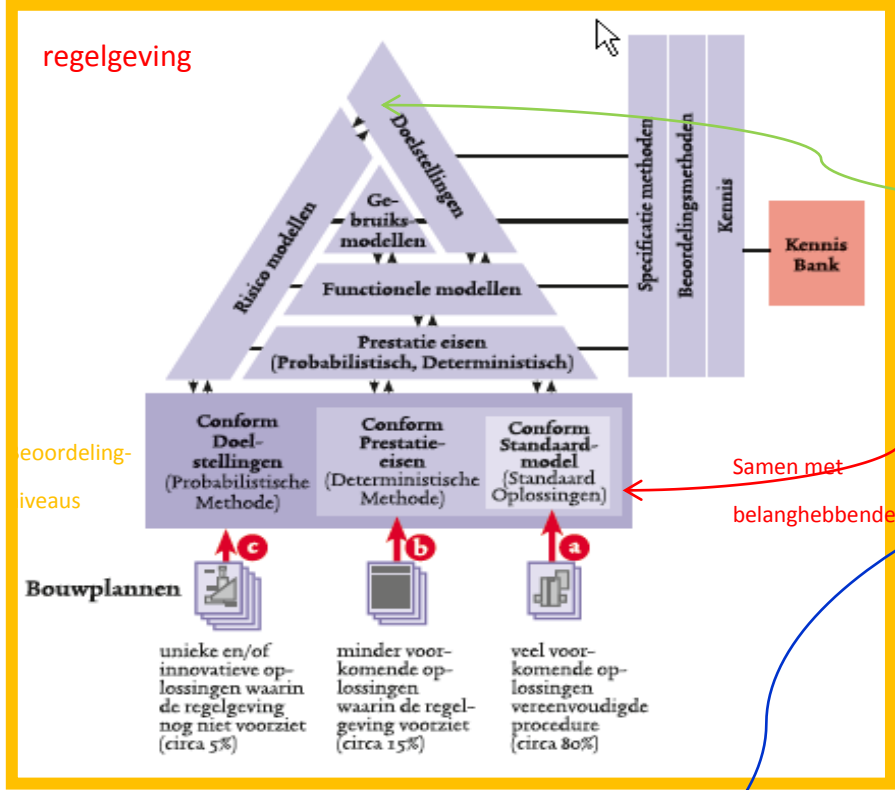 regelgeving
Doelstellingen
Risico modellen
Ge-
bruiks-
modellen
Functionele modellen
Prestatie eisen
(Probabilistisch, Deterministisch)
Specificatie methoden
Beoordelingsmethoden
Kennis
Kennis
Bank
Conform
Doel-
stellingen
(Probabilistische
Methode)
Conform
Prestatie-
eisen
(Deterministische
Methode)
Conform
Standaard-
model
(Standaard
Oplossingen)
eoordeling-
iveaus
Samen met
belanghebbende
c
b
a
Bouwplannen
unieke en/of
innovatieve op-
lossingen waarin
de regelgeving
nog niet voorziet
(circa 5%)
minder voor-
komende op-
lossingen
waarin de regel-
geving voorziet
(circa 15%)
veel voor-
komende op-
lossingen
vereenvoudigde
procedure
(circa 80%)